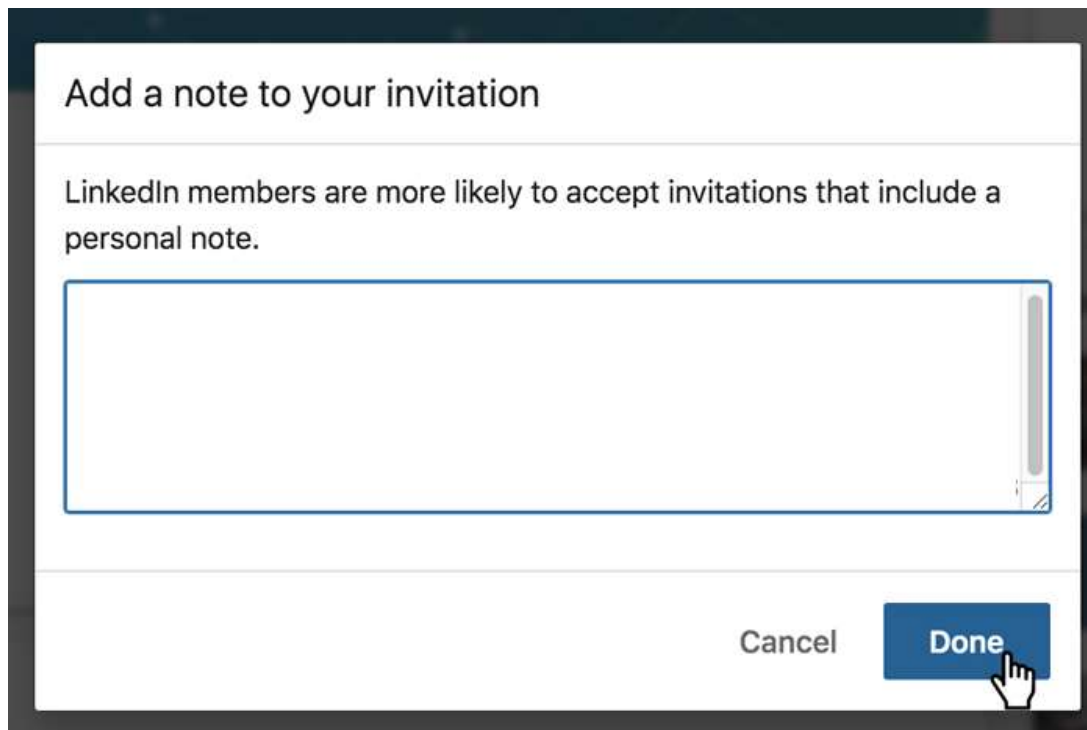 Add a note to your invitation
LinkedIn members are more likely to accept invitations that include a
personal note.
Cancel
Done